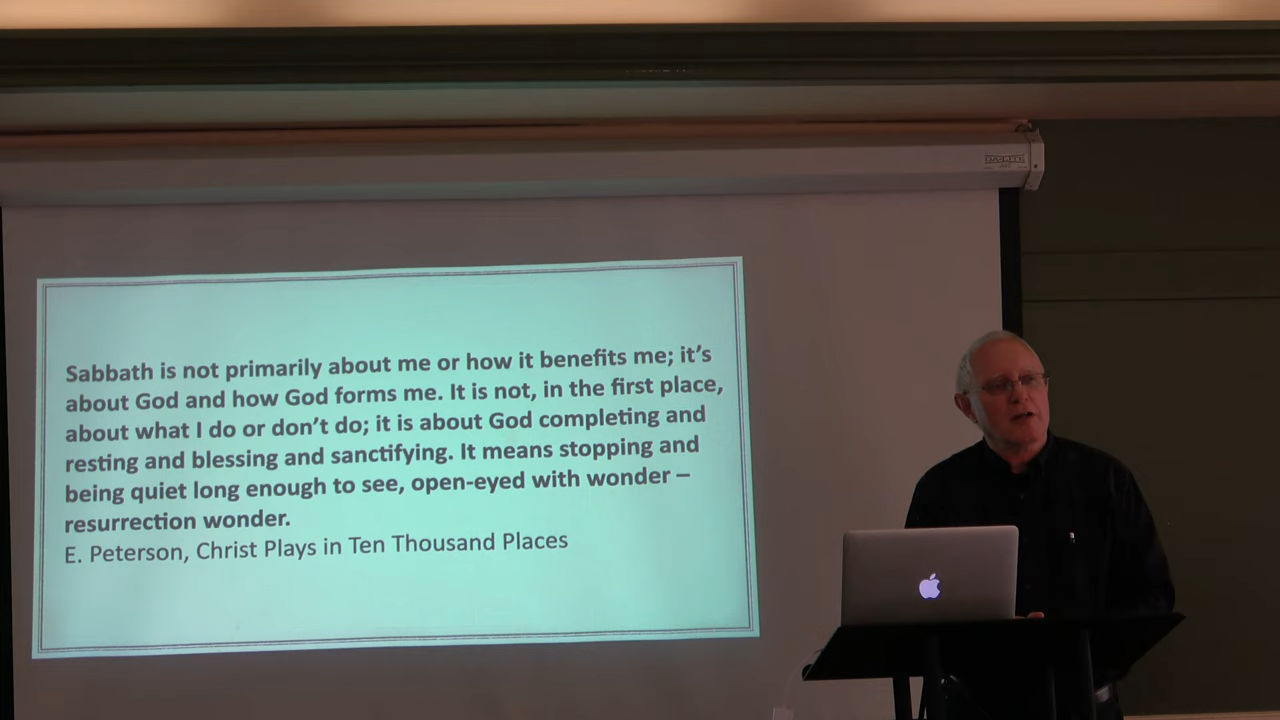 Sabbath is not primarily about me or how it benefits me; it's
about God and how God forms me. It is not, in the first place,
about what I do or don't do; it is about God completing and
resting and blessing and sanctifying. It means stopping and
being quiet long enough to see, open-eyed with wonder –
resurrection wonder.
E. Peterson, Christ Plays in Ten Thousand Places